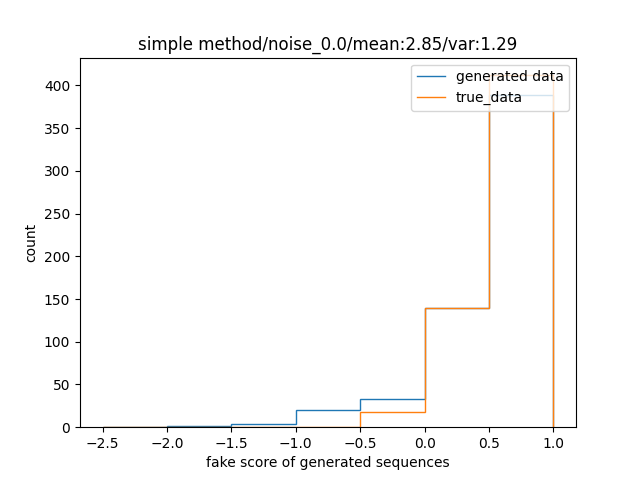 simple method/noise_0.0/mean:2.85/var:1.29
generated data
true_data
400
350
300
250
200
150
100
50
0
count
−2.5 −2.0 −1.5 −1.0 −0.5 0.0 0.5 1.0
fake score of generated sequences